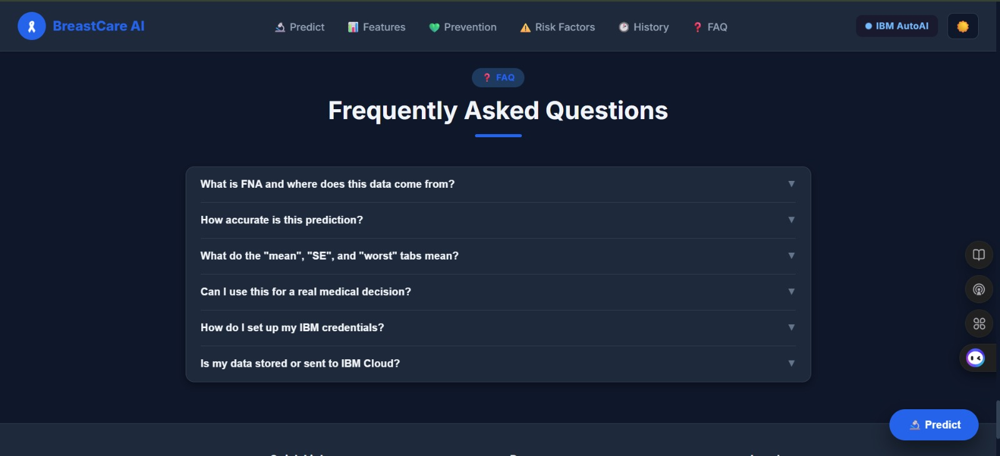 BreastCare AI
Predict
Features
Prevention
Risk Factors
History
FAQ
IBM AutoAI
FAQ
Frequently Asked Questions
What is FNA and where does this data come from?
How accurate is this prediction?
What do the "mean", "SE", and "worst" tabs mean?
Can I use this for a real medical decision?
How do I set up my IBM credentials?
Is my data stored or sent to IBM Cloud?
Predict